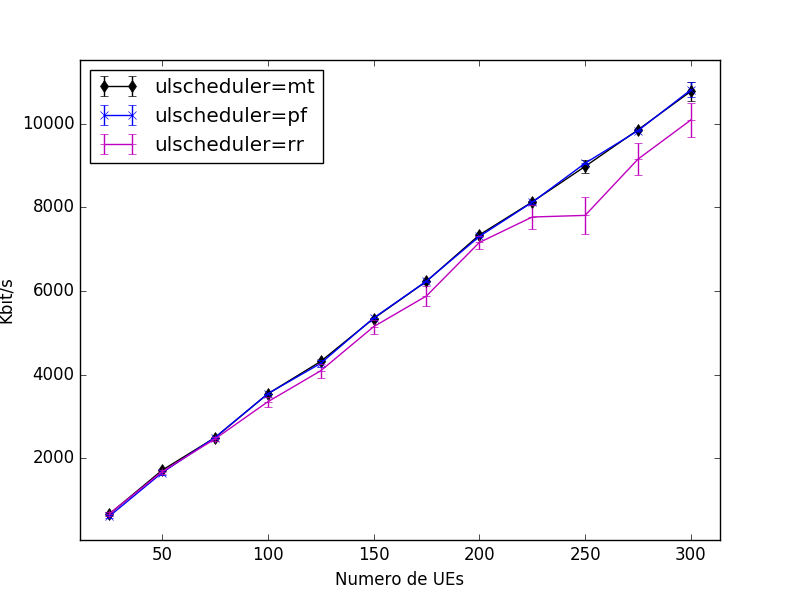 ulscheduler=mt
ulscheduler=pf
ulscheduler=rr
10000
8000
6000
4000
2000
Kbit/s
50 100 150 200 250 300
Numero de UEs